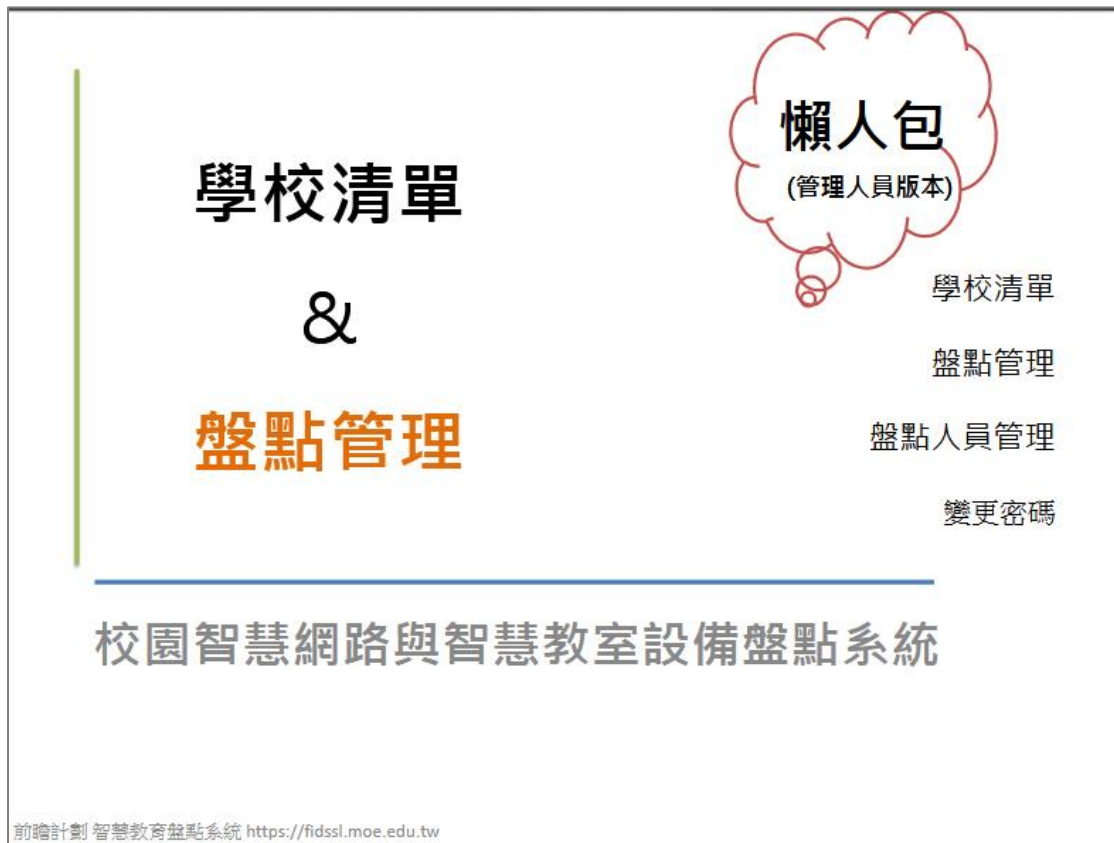 懶人包
(管理人員版本)
學校清單
&
盤點管理
學校清單
盤點管理
盤點人員管理
變更密碼
校園智慧網路與智慧教室設備盤點系統
前瞻計劃 智慧教育盤點系統 https://fidssl.moe.edu.tw